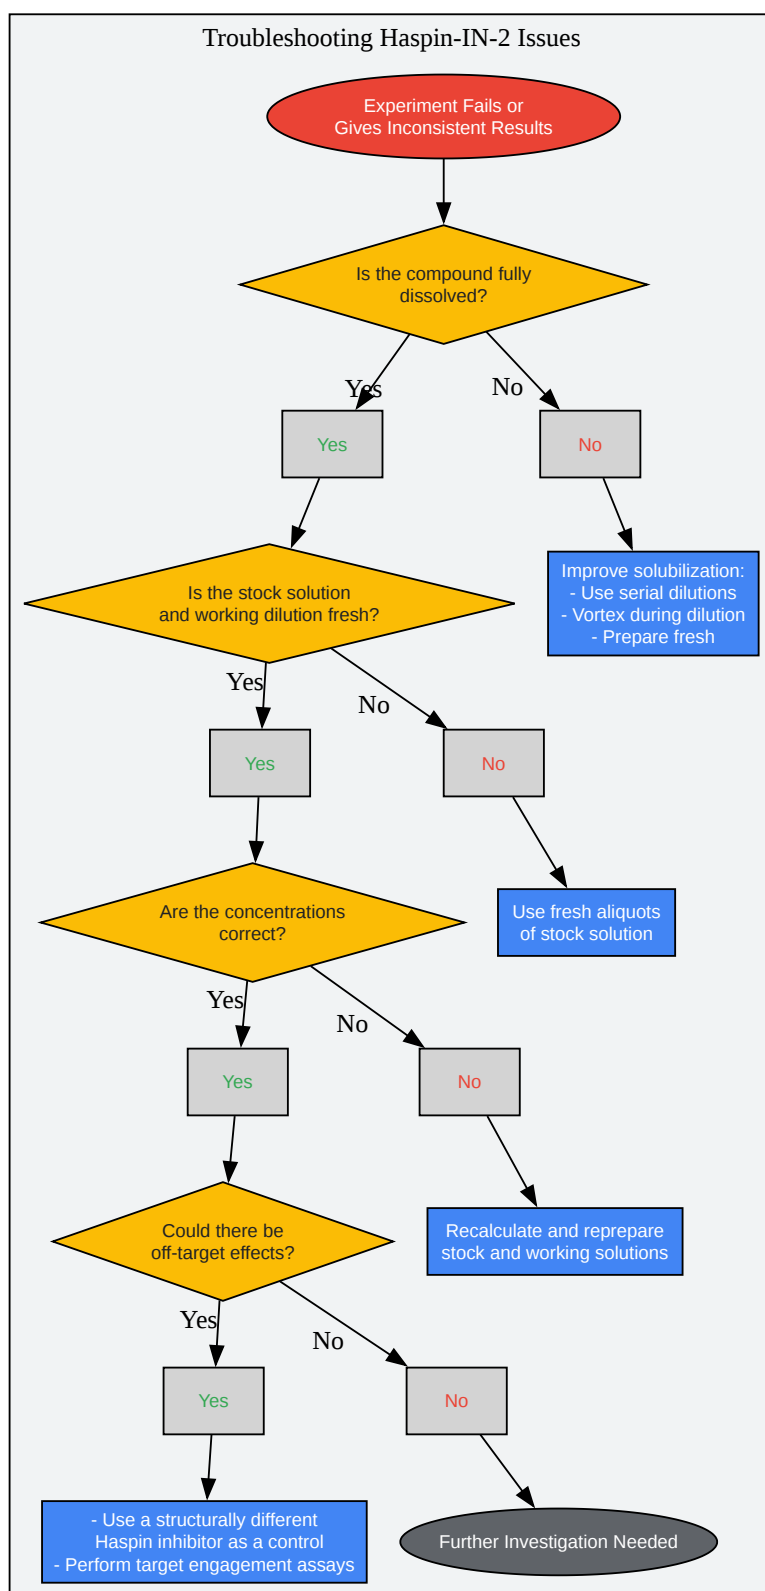 Troubleshooting Haspin-IN-2 Issues
Experiment Fails or
Gives Inconsistent Results
Is the compound fully
dissolved?
Yes
No
Yes
No
Improve solubilization:
- Use serial dilutions
- Vortex during dilution
- Prepare fresh
Is the stock solution
and working dilution fresh?
Yes
No
Yes
No
Use fresh aliquots
of stock solution
Are the concentrations
correct?
Yes
No
Yes
No
Recalculate and reprepare
stock and working solutions
Could there be
off-target effects?
Yes
No
Yes
No
- Use a structurally different
Haspin inhibitor as a control
- Perform target engagement assays
Further Investigation Needed